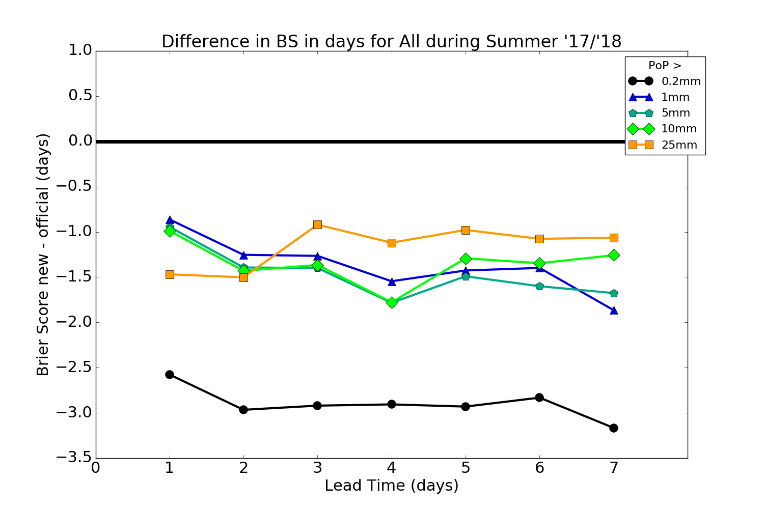 Difference in BS in days for All during Summer '17/'18
1.0
0.5
0.0
−0.5
−1.0
−1.5
−2.0
−2.5
−3.0
−3.5
Brier Score new - official (days)
0 1 2 3 4 5 6 7
Lead Time (days)
PoP >
0.2mm
1mm
5mm
10mm
25mm